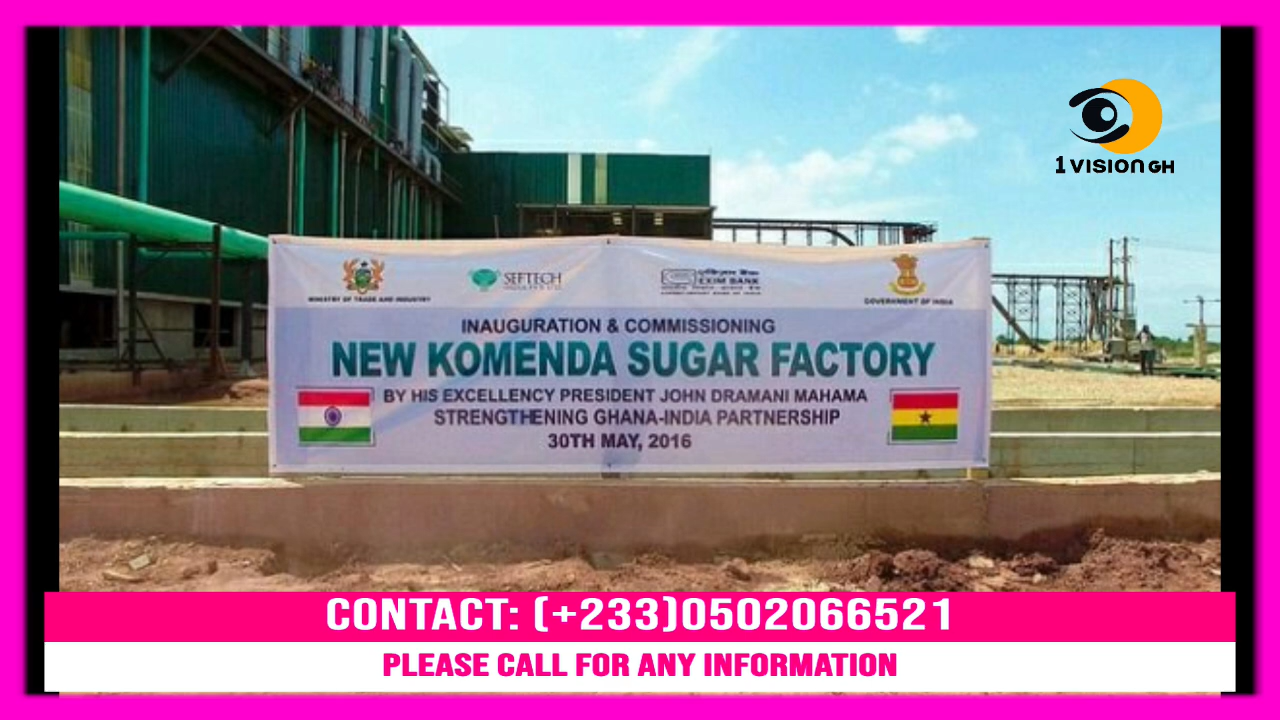 1VISION GH
MINISTRY OF TRADE AND INDUSTRY
SEFTECH
EXIM BANK
GOVERNMENT OF INDIA
INAUGURATION & COMMISSIONING
NEW KOMENDA SUGAR FACTORY
BY HIS EXCELLENCY PRESIDENT JOHN DRAMANI MAHAMA
STRENGTHENING GHANA-INDIA PARTNERSHIP
30TH MAY, 2016
CONTACT: (+233)0502066521
PLEASE CALL FOR ANY INFORMATION